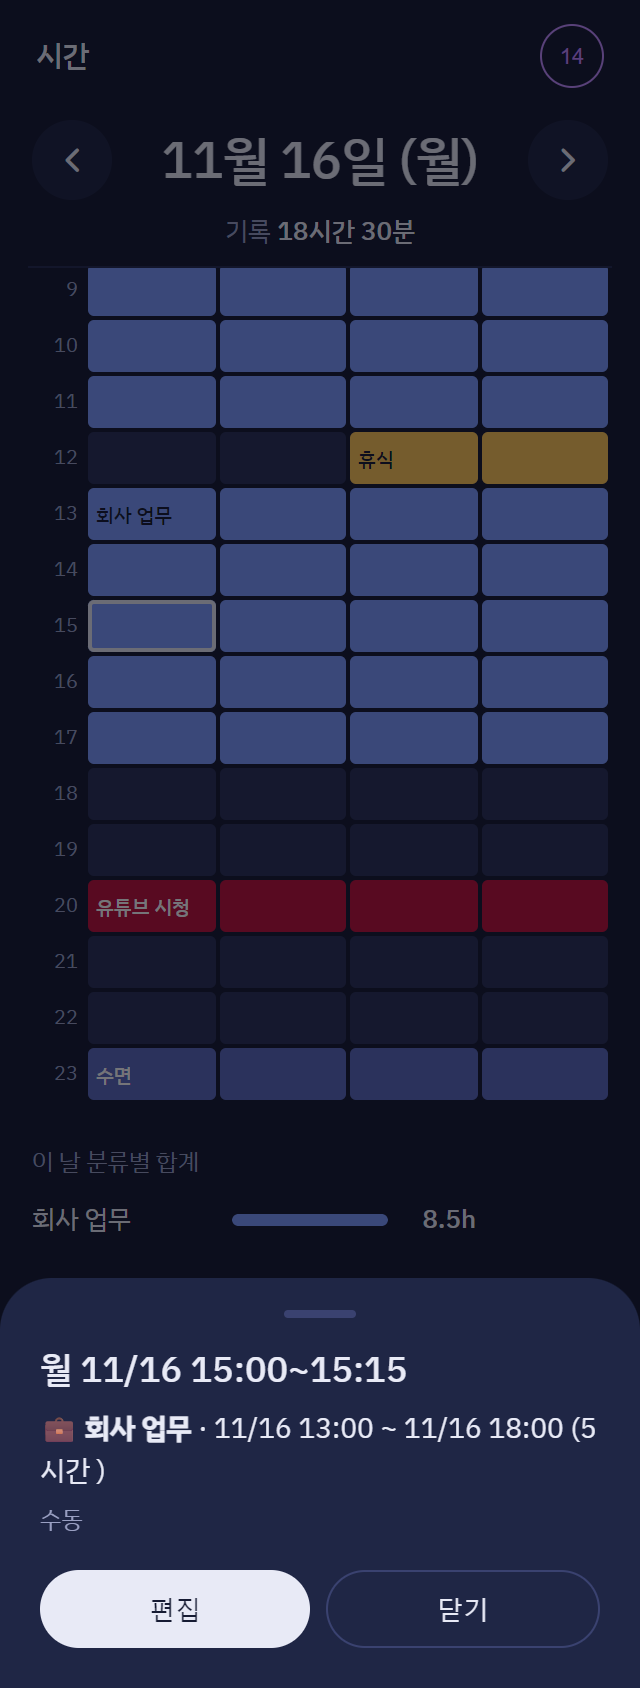 시간
14
11월 16일 (월)
기록 18시간 30분
9
10
11
12 휴식
13 회사 업무
14
15
16
17
18
19
20 유튜브 시청
21
22
23 수면
이 날 분류별 합계
회사 업무 8.5h
월 11/16 15:00~15:15
회사 업무 · 11/16 13:00 ~ 11/16 18:00 (5
시간 )
수동
편집 닫기